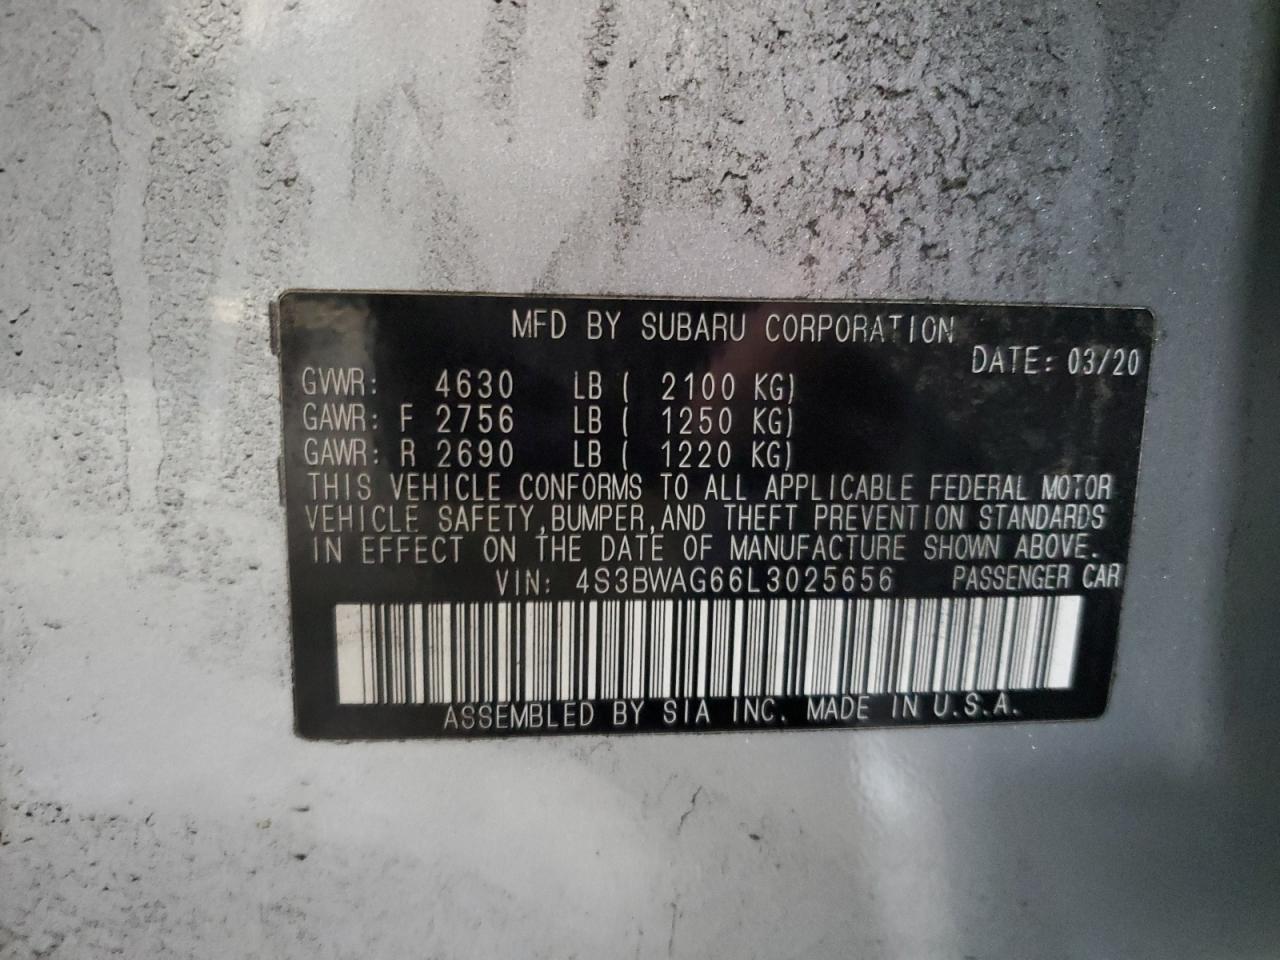 MFD BY SUBARU CORPORATION
DATE: 03/20
GVWR: 4630 LB ( 2100 KG)
GAWR: F 2756 LB ( 1250 KG)
GAWR: R 2690 LB ( 1220 KG)
THIS VEHICLE CONFORMS TO ALL APPLICABLE FEDERAL MOTOR
VEHICLE SAFETY,BUMPER,AND THEFT PREVENTION STANDARDS
IN EFFECT ON THE DATE OF MANUFACTURE SHOWN ABOVE.
VIN: 4S3BWAG66L3025656 PASSENGER CAR
ASSEMBLED BY SIA INC. MADE IN U.S.A.